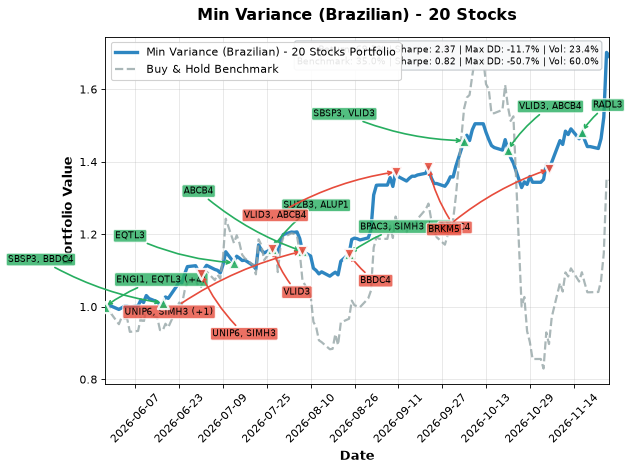 Min Variance (Brazilian) - 20 Stocks
Min Variance (Brazilian) - 20 Stocks Portfolio
Buy & Hold Benchmark
harpe: 2.37 | Max DD: -11.7% | Vol: 23.4%
Benchmark: 35.0% | Sharpe: 0.82 | Max DD: -50.7% | Vol: 60.0%
1.6
1.4
1.2
1.0
0.8
Portfolio Value
SBSP3, VLID3
VLID3, ABCB4
RADL3
ABCB4
SUZB3, ALUP1
VLID3, ABCB4
BPAC3, SIMH3
BRKM5
EQTL3
SBSP3, BBDC4
ENGI1, EQTL3 (+4)
VLID3
BBDC4
UNIP6, SIMH3 (+1)
UNIP6, SIMH3
2026-06-07
2026-06-23
2026-07-09
2026-07-25
2026-08-10
2026-08-26
2026-09-11
2026-09-27
2026-10-13
2026-10-29
2026-11-14
Date